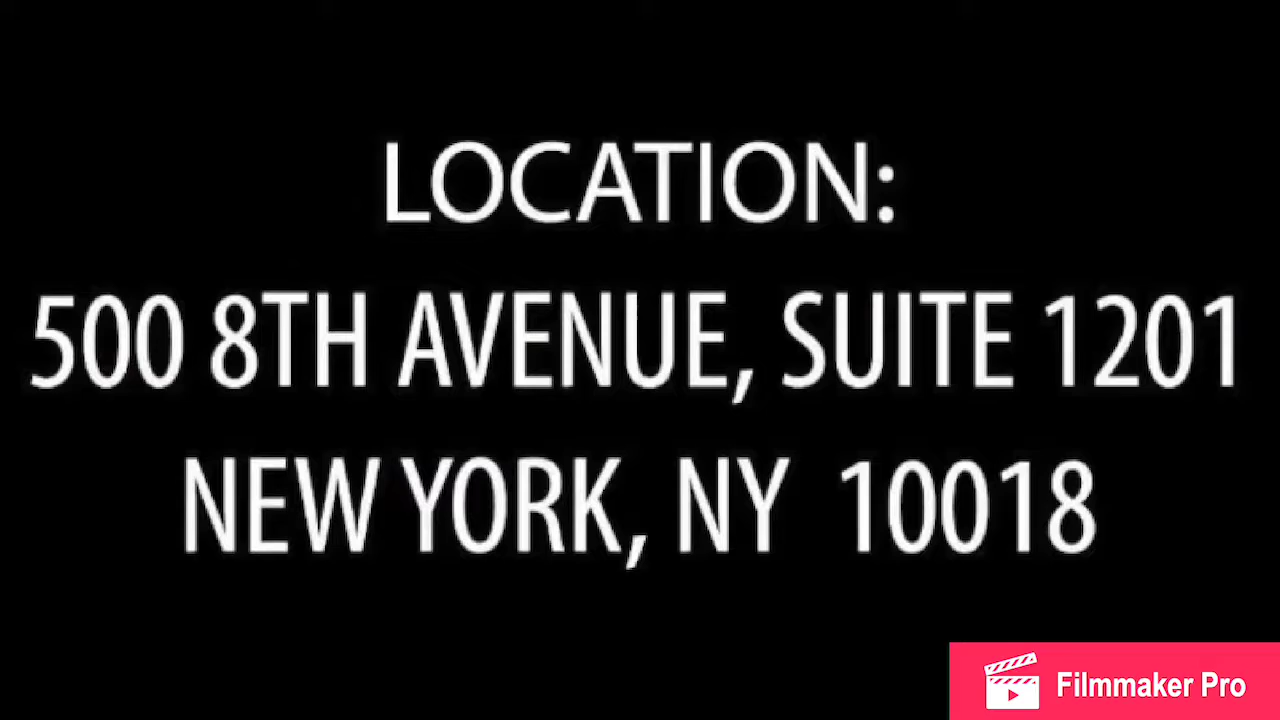 LOCATION:
500 8TH AVENUE, SUITE 1201
NEW YORK, NY 10018
Filmmaker Pro